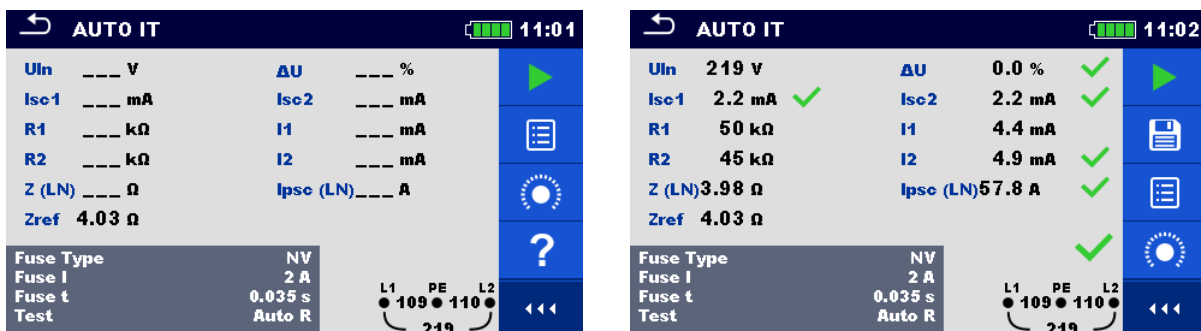 AUTO IT 11:01
Uln ___ V ΔU ___ %
Isc1 ___ mA Isc2 ___ mA
R1 ___ kΩ I1 ___ mA
R2 ___ kΩ I2 ___ mA
Z (LN) ___ Ω Ipsc (LN) ___ A
Zref 4.03 Ω
?
Fuse Type NV
Fuse I 2 A
Fuse t 0.035 s
Test Auto R
L1 PE L2
109 110
219
AUTO IT 11:02
Uln 219 V ΔU 0.0 %
Isc1 2.2 mA Isc2 2.2 mA
R1 50 kΩ I1 4.4 mA
R2 45 kΩ I2 4.9 mA
Z (LN) 3.98 Ω Ipsc (LN) 57.8 A
Zref 4.03 Ω
Fuse Type NV
Fuse I 2 A
Fuse t 0.035 s
Test Auto R
L1 PE L2
109 110
219